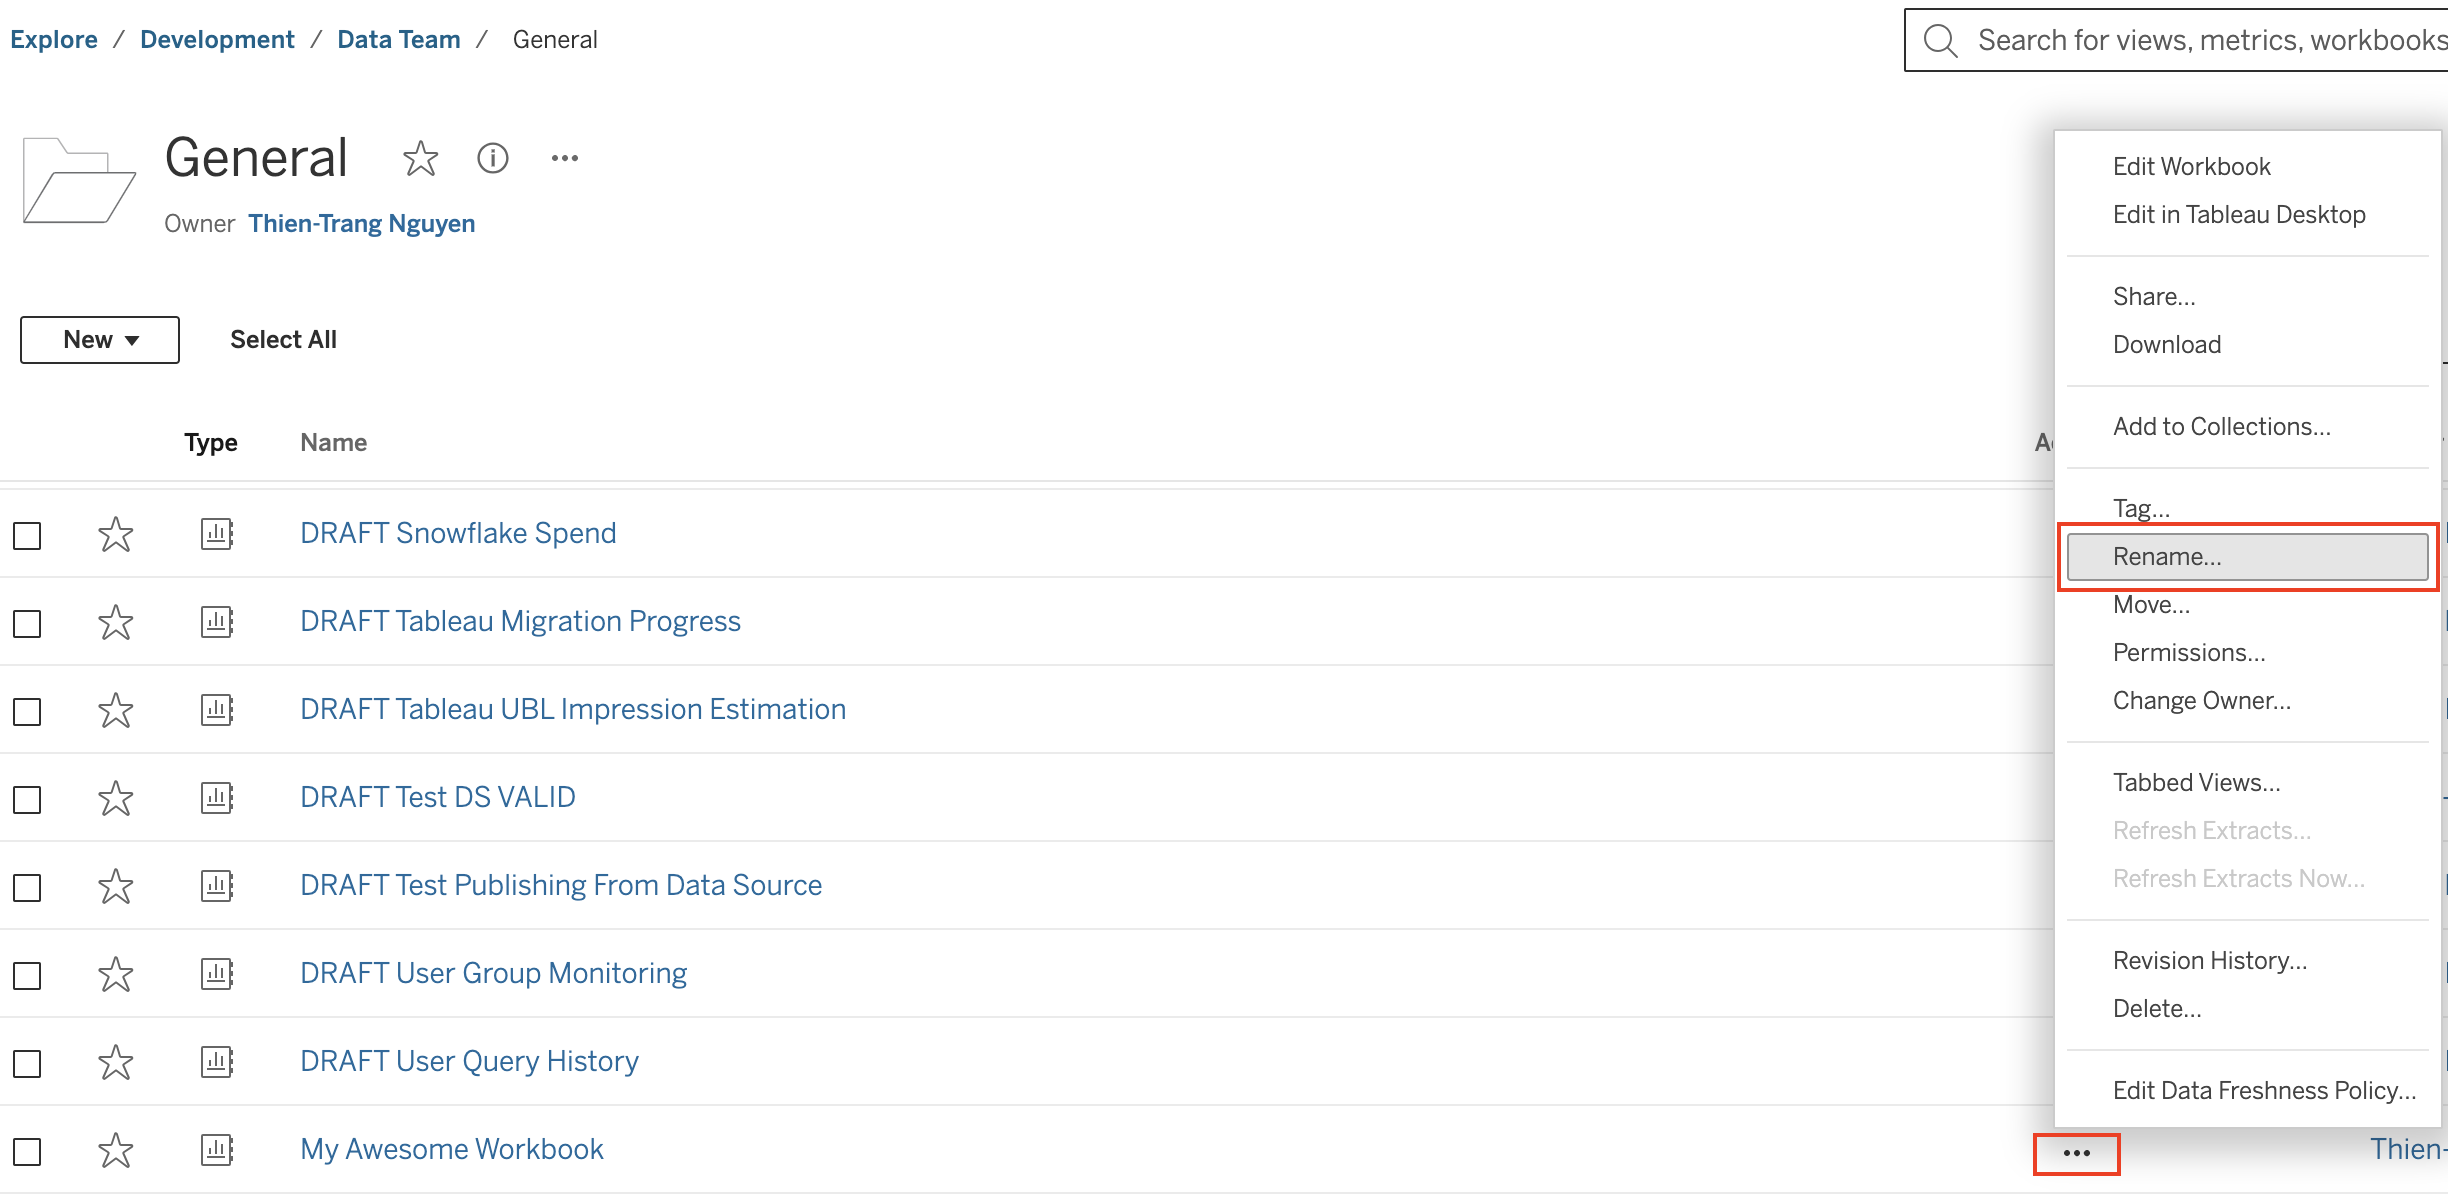 Explore / Development / Data Team / General
Search for views, metrics, workbooks
General
Owner Thien-Trang Nguyen
New
Select All
Type Name
DRAFT Snowflake Spend
DRAFT Tableau Migration Progress
DRAFT Tableau UBL Impression Estimation
DRAFT Test DS VALID
DRAFT Test Publishing From Data Source
DRAFT User Group Monitoring
DRAFT User Query History
My Awesome Workbook
Thien-
Edit Workbook
Edit in Tableau Desktop
Share...
Download
Add to Collections...
Tag...
Rename...
Move...
Permissions...
Change Owner...
Tabbed Views...
Refresh Extracts...
Refresh Extracts Now...
Revision History...
Delete...
Edit Data Freshness Policy...